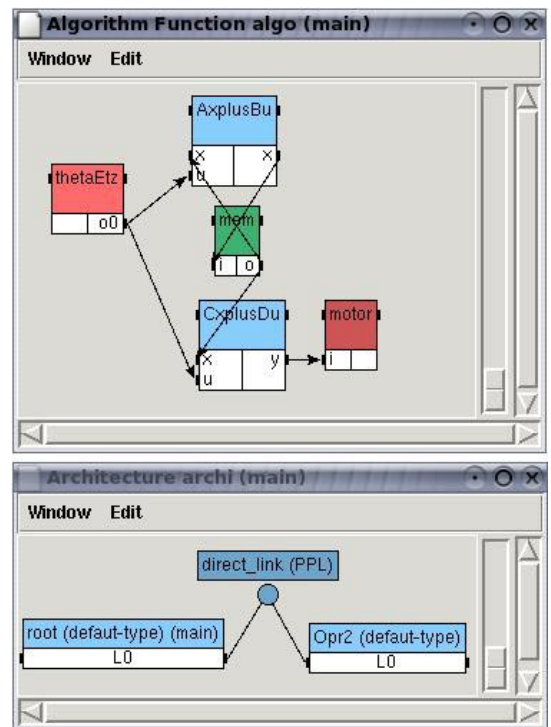 Algorithm Function algo (main)
Window Edit
AxplusBu
x x
u
thetaEtz
o0
mem
i o
CxplusDu
x y
u
motor
i
Architecture archi (main)
Window Edit
direct_link (PPL)
root (defaut-type) (main)
L0
Opr2 (defaut-type)
L0